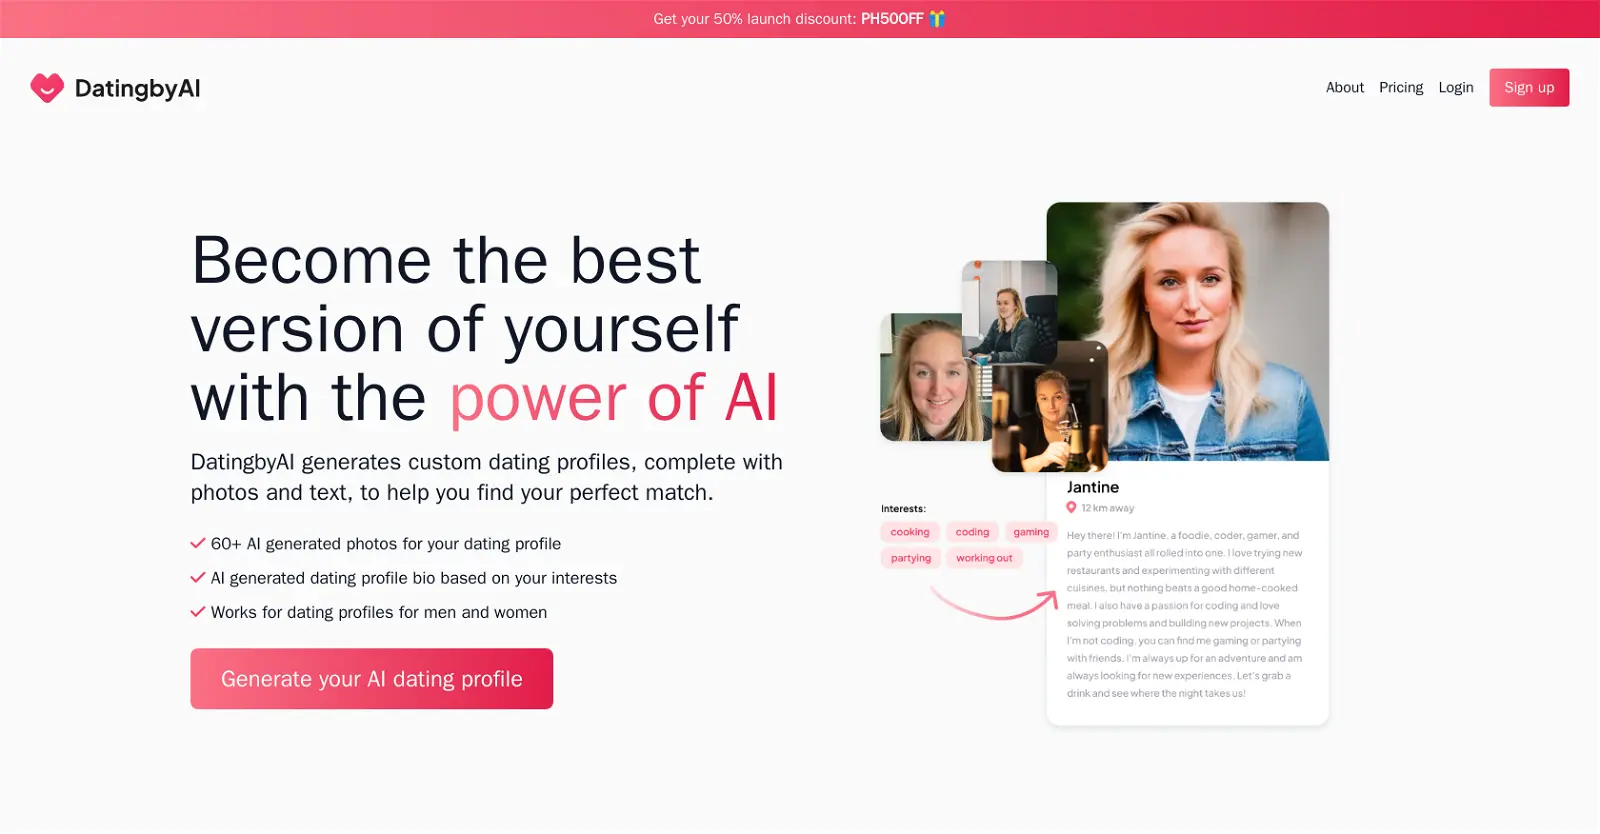 Get your 50% launch discount: PH50OFF
DatingbyAI
About
Pricing
Login
Sign up
Become the best
version of yourself
with the power of AI
DatingbyAI generates custom dating profiles, complete with
photos and text, to help you find your perfect match.
60+ AI generated photos for your dating profile
AI generated dating profile bio based on your interests
Works for dating profiles for men and women
Generate your AI dating profile
Interests:
cooking
coding
gaming
partying
working out
Jantine
12 km away
Hey there! I'm Jantine, a foodie, coder, gamer, and
party enthusiast all rolled into one. I love trying new
restaurants and experimenting with different
cuisines, but nothing beats a good home-cooked
meal. I also have a passion for coding and love
solving problems and building new projects. When
I'm not coding, you can find me gaming or partying
with friends. I'm always up for an adventure and am
always looking for new experiences. Let's grab a
drink and see where the night takes us!